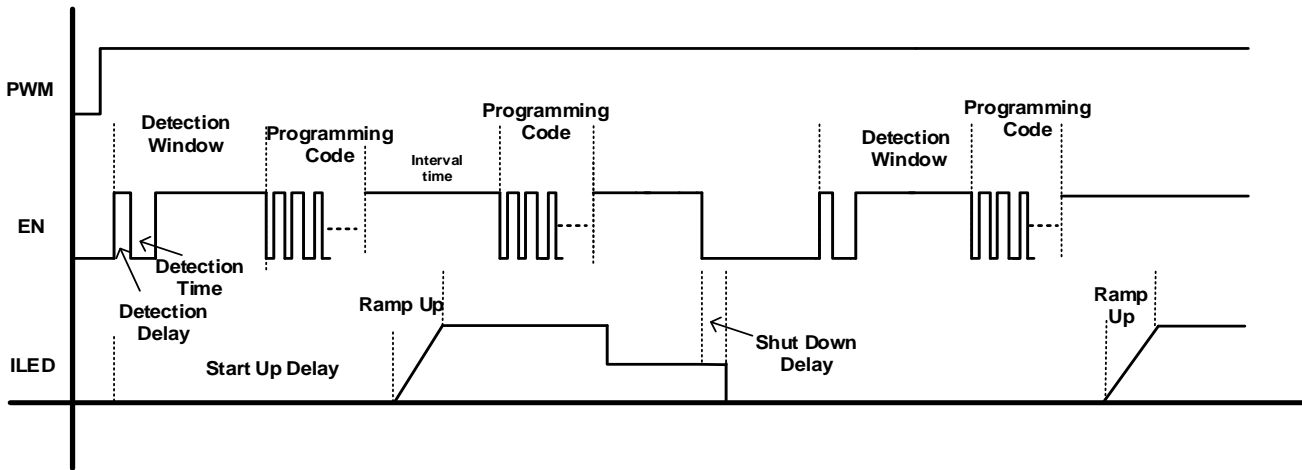 PWM
Detection
Window
Programming
Code
Interval
time
Programming
Code
Detection
Window
Programming
Code
EN
Detection
Time
Detection
Delay
Ramp Up
Shut Down
Delay
Ramp
Up
ILED
Start Up Delay